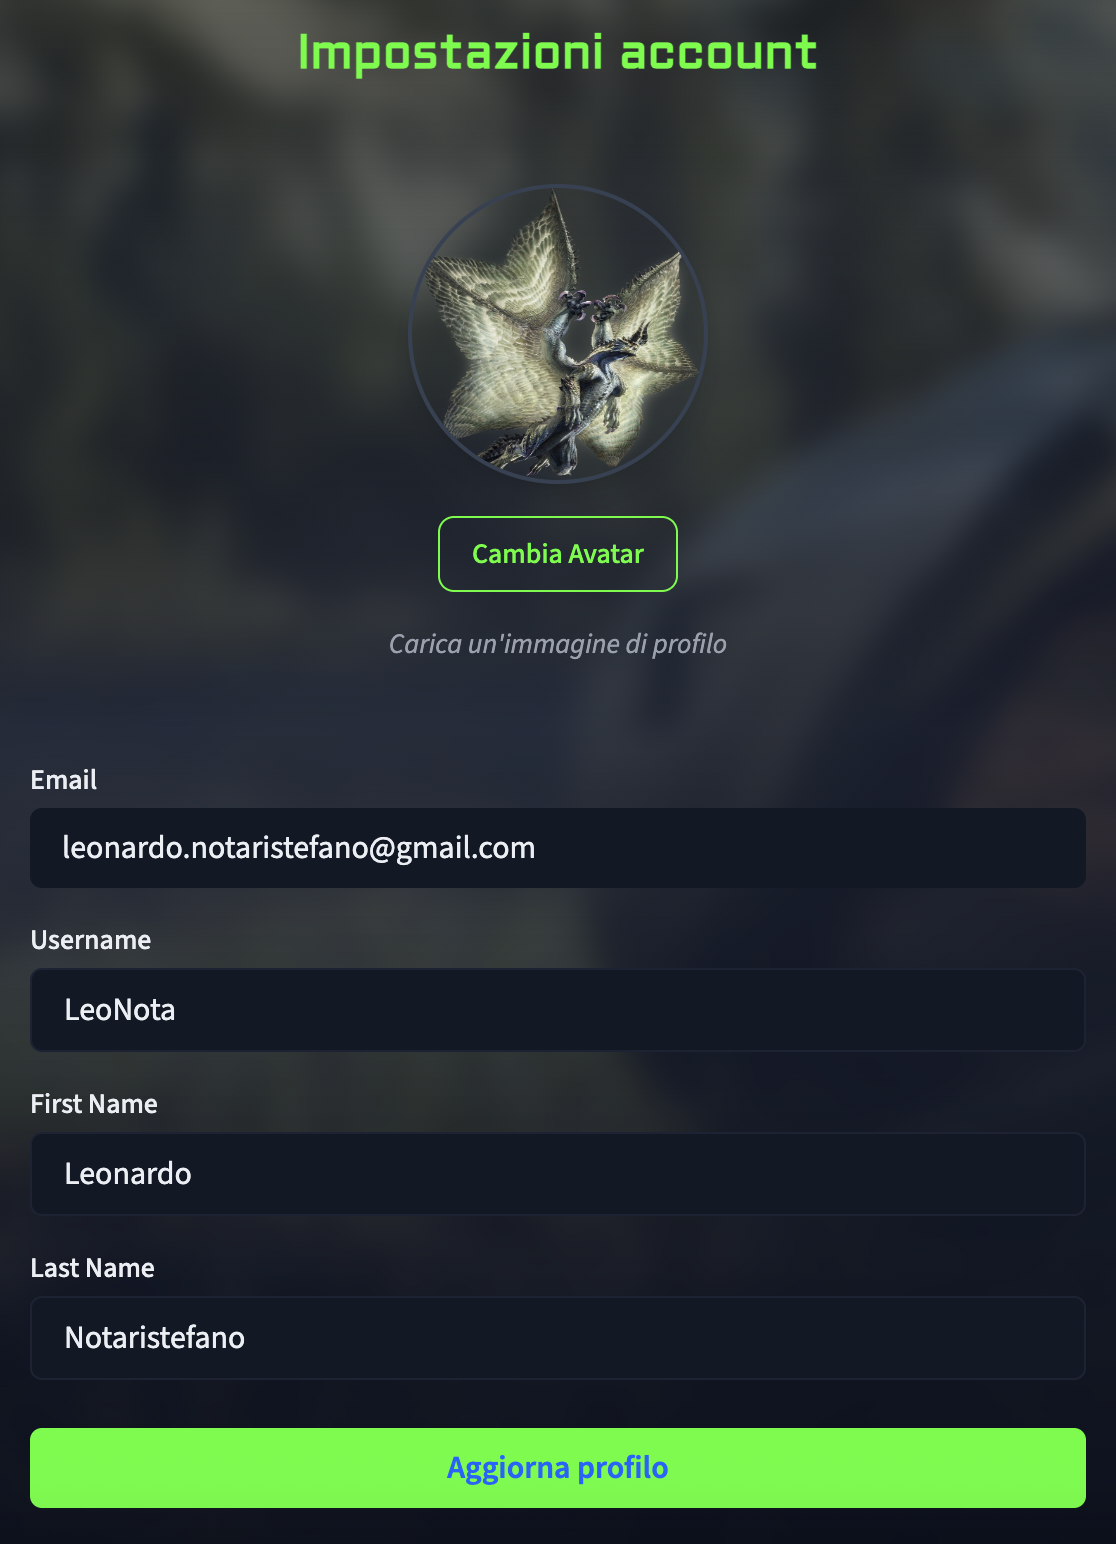 Impostazioni account
Cambia Avatar
Carica un'immagine di profilo
Email
leonardo.notaristefano@gmail.com
Username
LeoNota
First Name
Leonardo
Last Name
Notaristefano
Aggiorna profilo